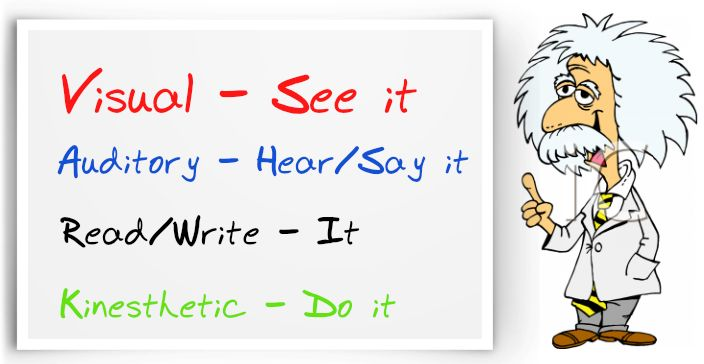 Visual - See it
Auditory - Hear/Say it
Read/Write - It
Kinesthetic - Do it